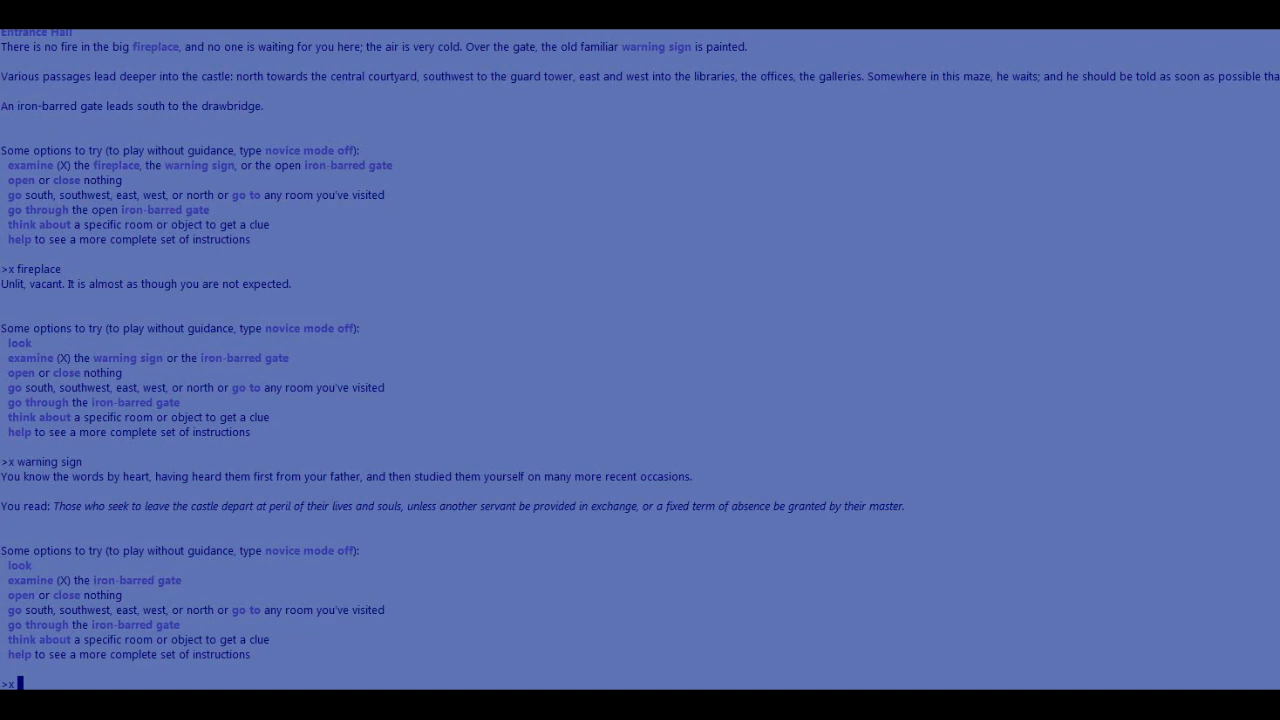 Entrance Hall
There is no fire in the big fireplace, and no one is waiting for you here; the air is very cold. Over the gate, the old familiar warning sign is painted.
Various passages lead deeper into the castle: north towards the central courtyard, southwest to the guard tower, east and west into the libraries, the offices, the galleries. Somewhere in this maze, he waits; and he should be told as soon as possible tha
An iron-barred gate leads south to the drawbridge.
Some options to try (to play without guidance, type novice mode off):
examine (X) the fireplace, the warning sign, or the open iron-barred gate
open or close nothing
go south, southwest, east, west, or north or go to any room you've visited
go through the open iron-barred gate
think about a specific room or object to get a clue
help to see a more complete set of instructions
>x fireplace
Unlit, vacant. It is almost as though you are not expected.
Some options to try (to play without guidance, type novice mode off):
look
examine (X) the warning sign or the iron-barred gate
open or close nothing
go south, southwest, east, west, or north or go to any room you've visited
go through the iron-barred gate
think about a specific room or object to get a clue
help to see a more complete set of instructions
>x warning sign
You know the words by heart, having heard them first from your father, and then studied them yourself on many more recent occasions.
You read: Those who seek to leave the castle depart at peril of their lives and souls, unless another servant be provided in exchange, or a fixed term of absence be granted by their master.
Some options to try (to play without guidance, type novice mode off):
look
examine (X) the iron-barred gate
open or close nothing
go south, southwest, east, west, or north or go to any room you've visited
go through the iron-barred gate
think about a specific room or object to get a clue
help to see a more complete set of instructions
>x